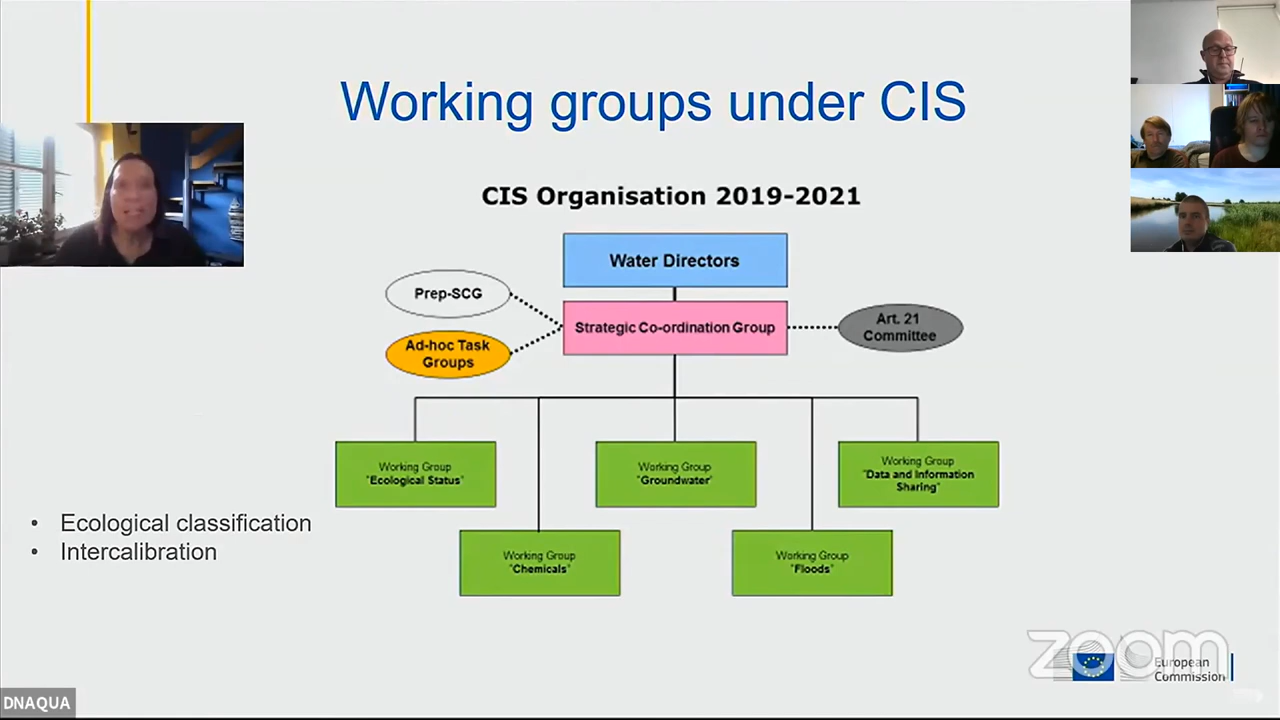 Working groups under CIS
CIS Organisation 2019-2021
Water Directors
Prep-SCG
Strategic Co-ordination Group
Art. 21
Committee
Ad-hoc Task
Groups
Working Group
"Ecological Status"
Working Group
"Groundwater"
Working Group
"Data and Information
Sharing"
• Ecological classification
• Intercalibration
Working Group
"Chemicals"
Working Group
"Floods"
zoom
European
Commission
DNAQUA